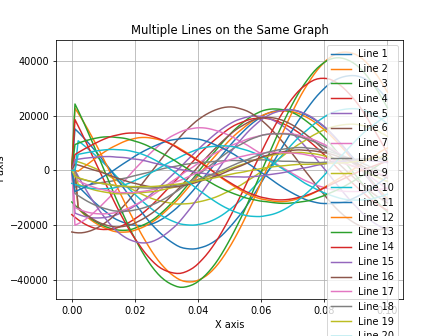 Multiple Lines on the Same Graph
40000
20000
0
−20000
−40000
0.00
0.02
0.04
0.06
X axis
Line 1
Line 2
Line 3
Line 4
Line 5
Line 6
Line 7
Line 8
Line 9
Line 10
Line 11
Line 12
Line 13
Line 14
Line 15
Line 16
Line 17
Line 18
Line 19
Line 20